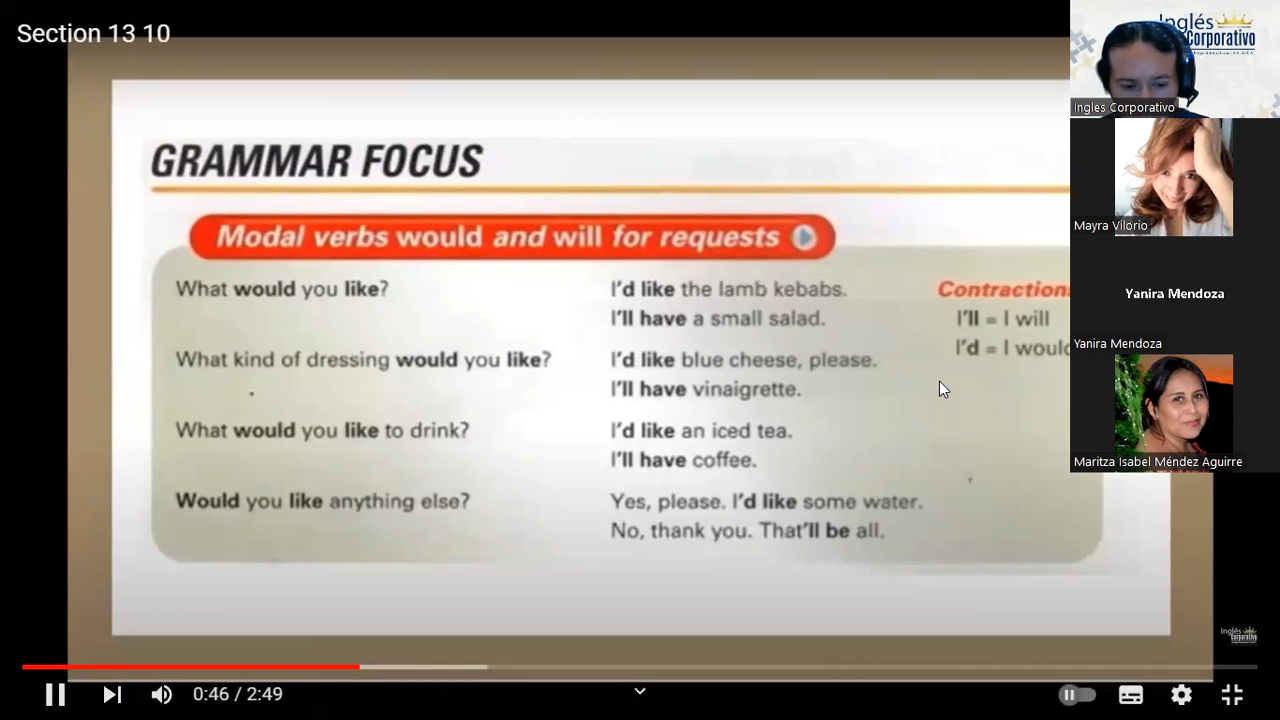 Section 13 10
GRAMMAR FOCUS
Modal verbs would and will for requests
What would you like?
I'd like the lamb kebabs.
I'll have a small salad.
What kind of dressing would you like?
I'd like blue cheese, please.
I'll have vinaigrette.
What would you like to drink?
I'd like an iced tea.
I'll have coffee.
Would you like anything else?
Yes, please. I'd like some water.
No, thank you. That'll be all.
Contraction
I'll = I will
I'd = I would
Inglés
Corporativo
Ingles Corporativo
Mayra Vilorio
Yanira Mendoza
Yanira Mendoza
Maritza Isabel Méndez Aguirre
Inglés
Corporativo
0:46 / 2:49